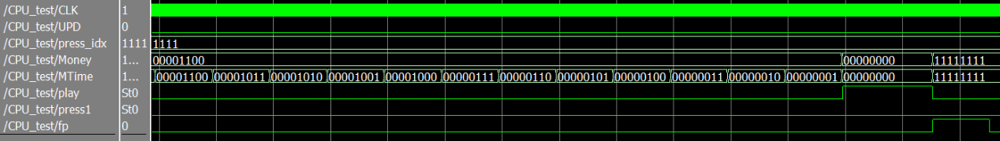 /CPU_test/CLK 1
/CPU_test/UPD 0
/CPU_test/press_idx 1111 1111
/CPU_test/Money 1... 00001100 00000000 11111111
/CPU_test/MTime 1... 00001100 00001011 00001010 00001001 00001000 00000111 00000110 00000101 00000100 00000011 00000010 00000001 00000000 11111111
/CPU_test/play St0
/CPU_test/press1 St0
/CPU_test/fp 0